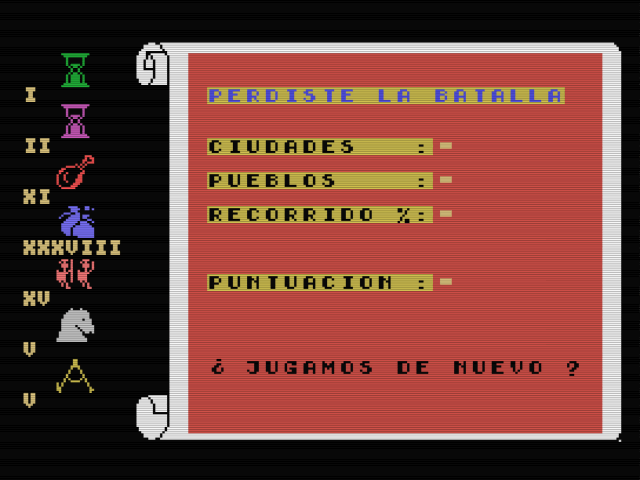 I
II
XI
XXXVIII
XV
V
V
PERDISTE LA BATALLA
CIUDADES :-
PUEBLOS :-
RECORRIDO %:-
PUNTUACION :-
¿ JUGAMOS DE NUEVO ?